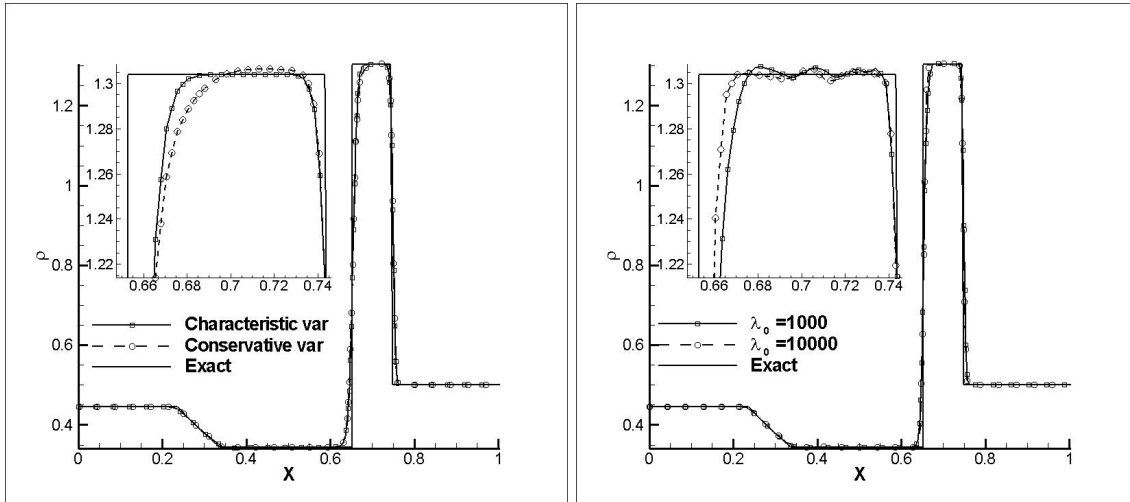 1.3
1.28
1.26
1.24
1.22
0.66 0.68 0.7 0.72 0.74
1.2
1
0.8
0.6
0.4
ρ
Characteristic var
Conservative var
Exact
0 0.2 0.4 0.6 0.8 1
X
1.3
1.28
1.26
1.24
1.22
0.66 0.68 0.7 0.72 0.74
1.2
1
0.8
0.6
0.4
ρ
λ₀ =1000
λ₀ =10000
Exact
0 0.2 0.4 0.6 0.8 1
X